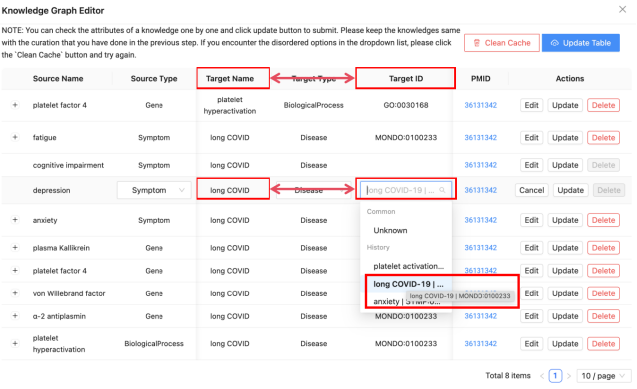 Knowledge Graph Editor
NOTE: You can check the attributes of a knowledge one by one and click update button to submit. Please keep the knowledges same
with the curation that you have done in the previous step. If you encounter the disordered options in the dropdown list, please click
the `Clean Cache` button and try again.
Clean Cache
Update Table
Source Name Source Type Target Name Target Type Target ID PMID Actions
+ platelet factor 4 Gene platelet hyperactivation BiologicalProcess GO:0030168 36131342 Edit Update Delete
+ fatigue Symptom long COVID Disease MONDO:0100233 36131342 Edit Update Delete
cognitive impairment Symptom long COVID Disease MONDO:0100233 36131342 Edit Update Delete
depression Symptom long COVID Disease long COVID-19 | ... 36131342 Cancel Update Delete
Common
Unknown
History
platelet activation...
long COVID-19 | ...
long COVID-19 | MONDO:0100233
anxiety |
+ anxiety Symptom long COVID Disease 36131342 Edit Update Delete
+ plasma Kallikrein Gene long COVID Disease 36131342 Edit Update Delete
+ platelet factor 4 Gene long COVID Disease 36131342 Edit Update Delete
+ von Willebrand factor Gene long COVID Disease 36131342 Edit Update Delete
+ α-2 antiplasmin Gene long COVID Disease MONDO:0100233 36131342 Edit Update Delete
+ platelet hyperactivation BiologicalProcess long COVID Disease MONDO:0100233 36131342 Edit Update Delete
Total 8 items < 1 > 10 / page